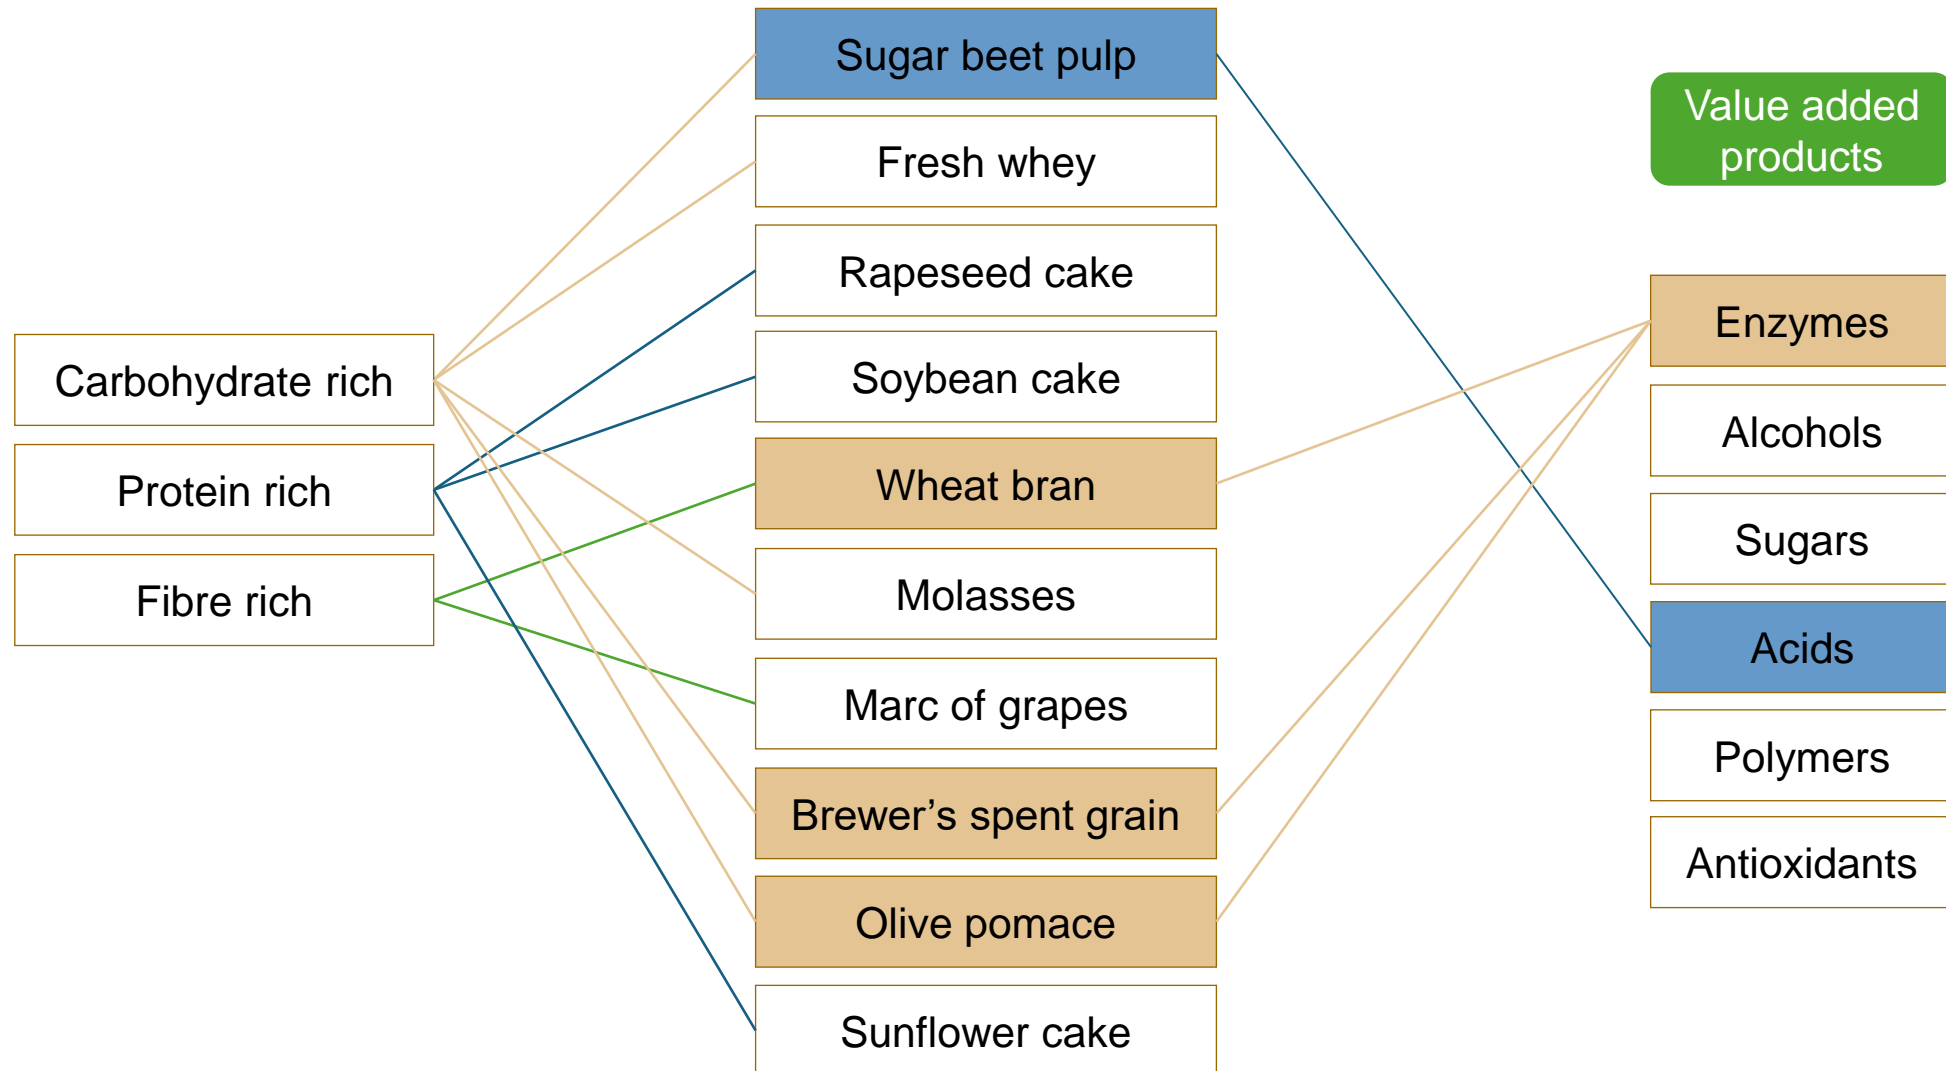 Carbohydrate rich
Protein rich
Fibre rich
Sugar beet pulp
Fresh whey
Rapeseed cake
Soybean cake
Wheat bran
Molasses
Marc of grapes
Brewer’s spent grain
Olive pomace
Sunflower cake
Value added
products
Enzymes
Alcohols
Sugars
Acids
Polymers
Antioxidants